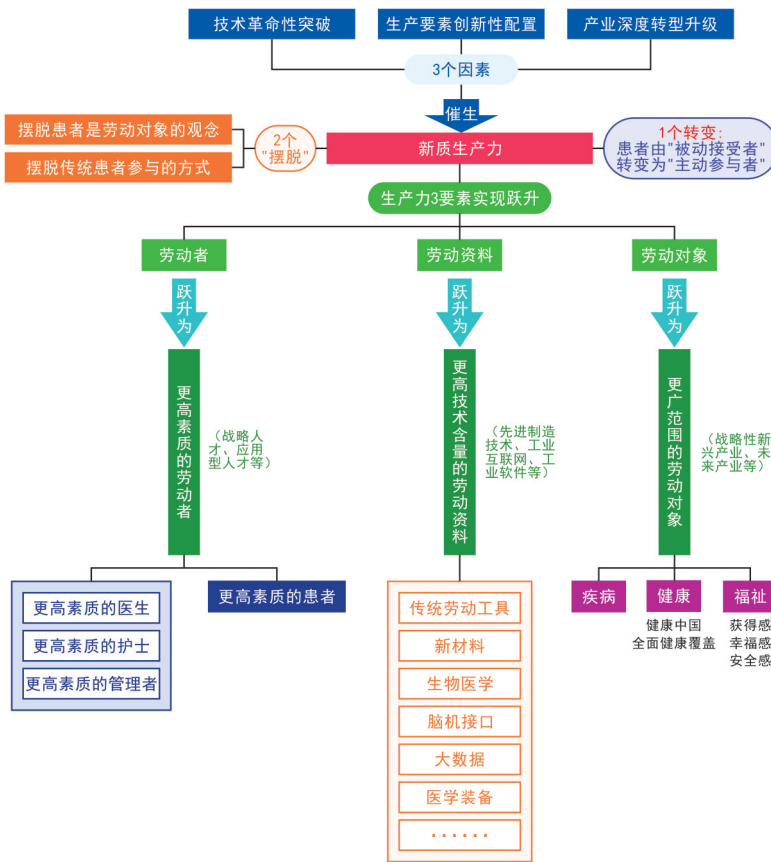 技术革命性突破
生产要素创新性配置
产业深度转型升级
3个因素
催生
摆脱患者是劳动对象的观念
摆脱传统患者参与的方式
2个
"摆脱"
新质生产力
1个转变:
患者由"被动接受者"
转变为"主动参与者"
生产力3要素实现跃升
劳动者
劳动资料
劳动对象
跃升为
跃升为
跃升为
更高素质的劳动者
(战略人
才、应用
型人才等)
更高技术含量的劳动资料
(先进制造
技术、工业
互联网、工
业软件等)
更广范围的劳动对象
(战略性新
兴产业、未
来产业等)
更高素质的医生
更高素质的护士
更高素质的管理者
更高素质的患者
传统劳动工具
新材料
生物医学
脑机接口
大数据
医学装备
······
疾病
健康
福祉
健康中国
全面健康覆盖
获得感
幸福感
安全感